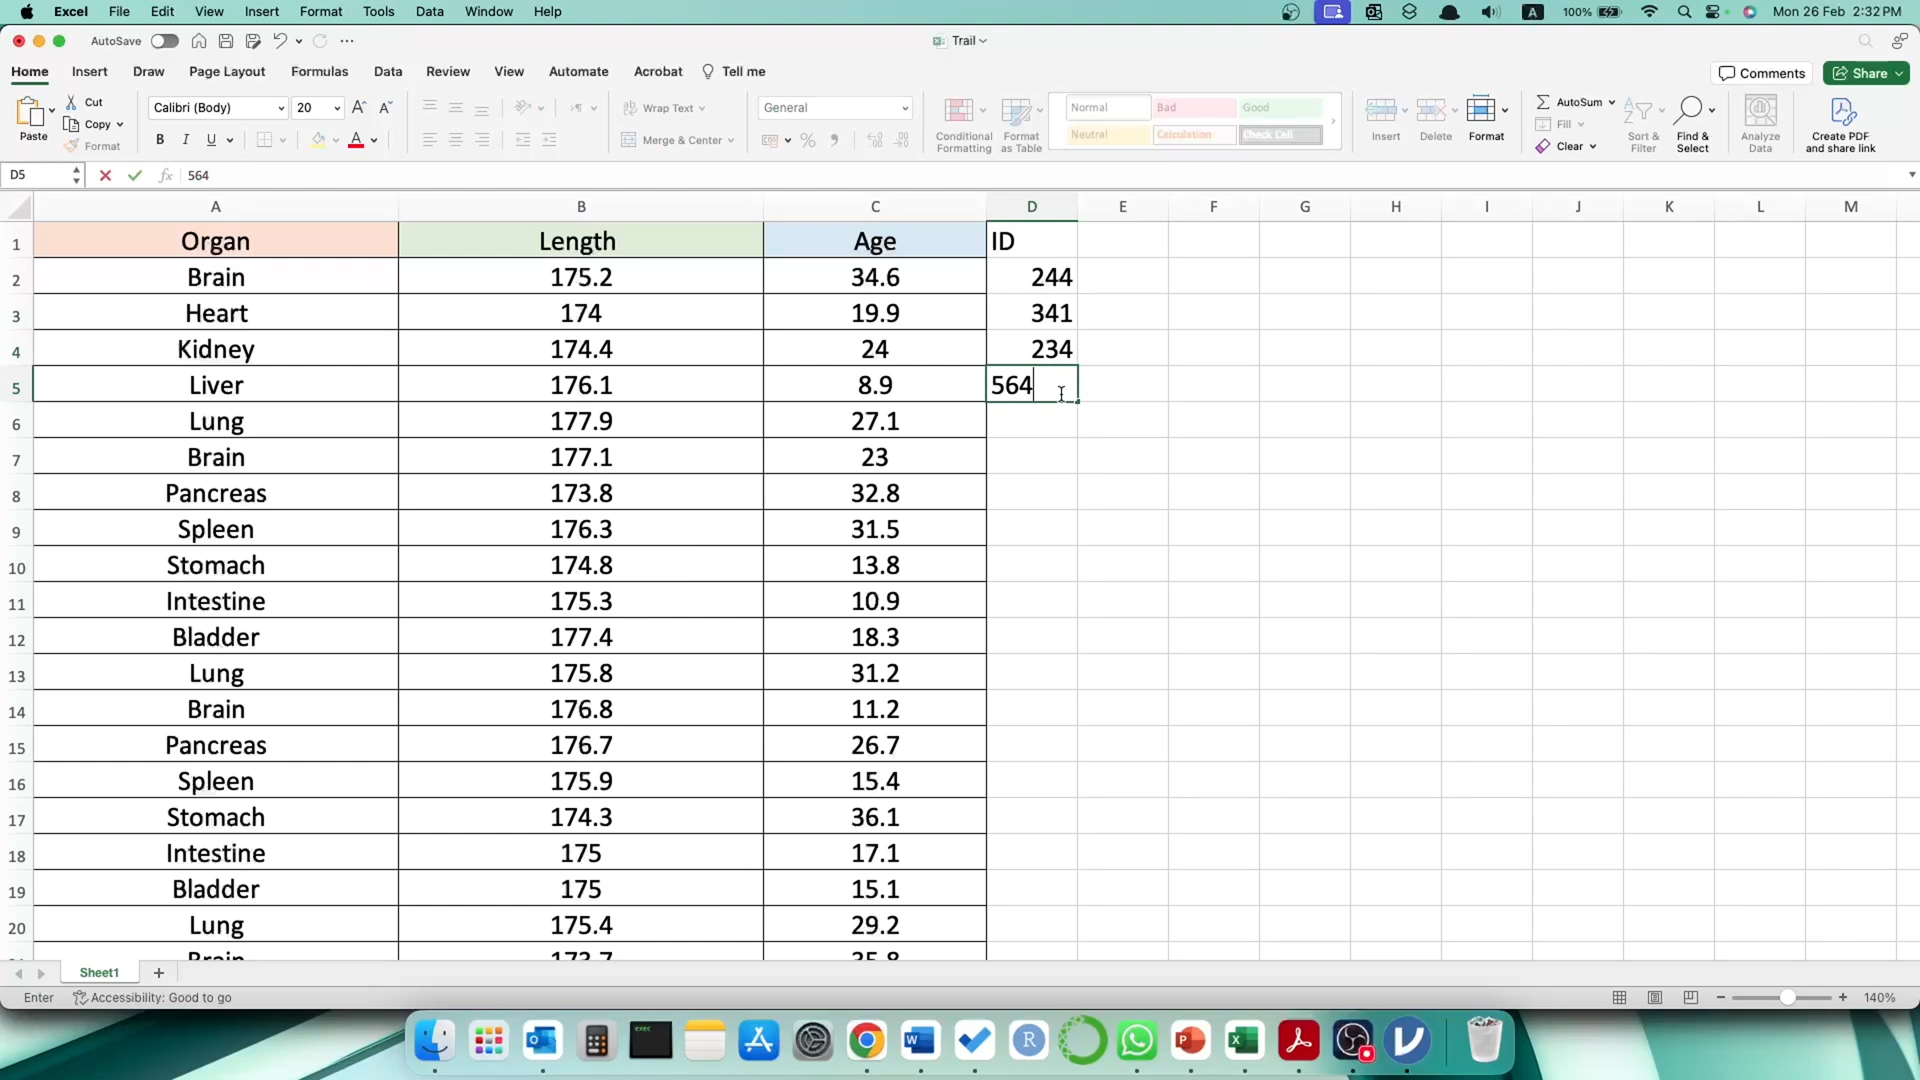 Excel File Edit View Insert Format Tools Data Window Help A 100% Mon 26 Feb 2:32 PM
AutoSave Trail
Home Insert Draw Page Layout Formulas Data Review View Automate Acrobat Tell me Comments Share
Paste Cut Copy Format
Calibri (Body) 20 A A
B I U A
Wrap Text
Merge & Center
General
%
Conditional Formatting
Format as Table
Normal Bad Good
Neutral Calculation Check Cell
Insert Delete Format
AutoSum
Fill
Clear
Sort & Filter
Find & Select
Analyze Data
Create PDF and share link
D5 fx 564
A B C D E F G H I J K L M
1 Organ Length Age ID
2 Brain 175.2 34.6 244
3 Heart 174 19.9 341
4 Kidney 174.4 24 234
5 Liver 176.1 8.9 564
6 Lung 177.9 27.1
7 Brain 177.1 23
8 Pancreas 173.8 32.8
9 Spleen 176.3 31.5
10 Stomach 174.8 13.8
11 Intestine 175.3 10.9
12 Bladder 177.4 18.3
13 Lung 175.8 31.2
14 Brain 176.8 11.2
15 Pancreas 176.7 26.7
16 Spleen 175.9 15.4
17 Stomach 174.3 36.1
18 Intestine 175 17.1
19 Bladder 175 15.1
20 Lung 175.4 29.2
Brain 173.7 35.8
Sheet1
Enter Accessibility: Good to go 140%
exec W R P X